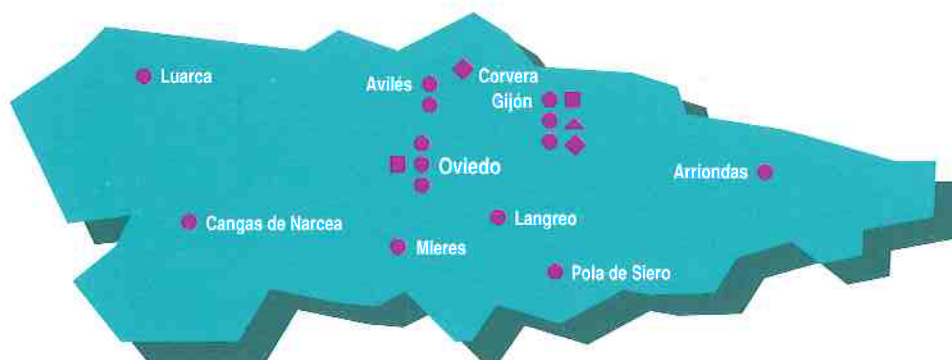 Luarca
Avilés
Corvera
Gijón
Oviedo
Arriondas
Cangas de Narcea
Langreo
Mieres
Pola de Siero